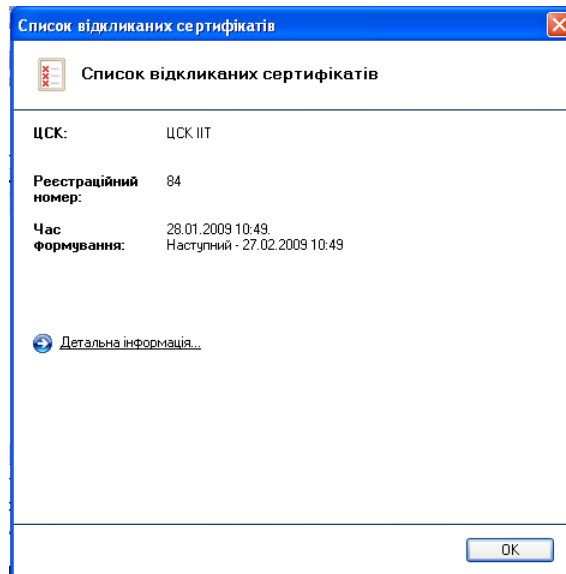 Список відкликаних сертифікатів
Список відкликаних сертифікатів
ЦСК:
ЦСК ІІТ
Реєстраційний
номер:
84
Час
формування:
28.01.2009 10:49.
Наступний - 27.02.2009 10:49
Детальна інформація...
OK